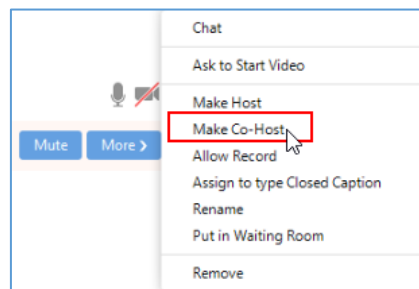 Chat
Ask to Start Video
Make Host
Make Co-Host
Mute
More >
Allow Record
Assign to type Closed Caption
Rename
Put in Waiting Room
Remove